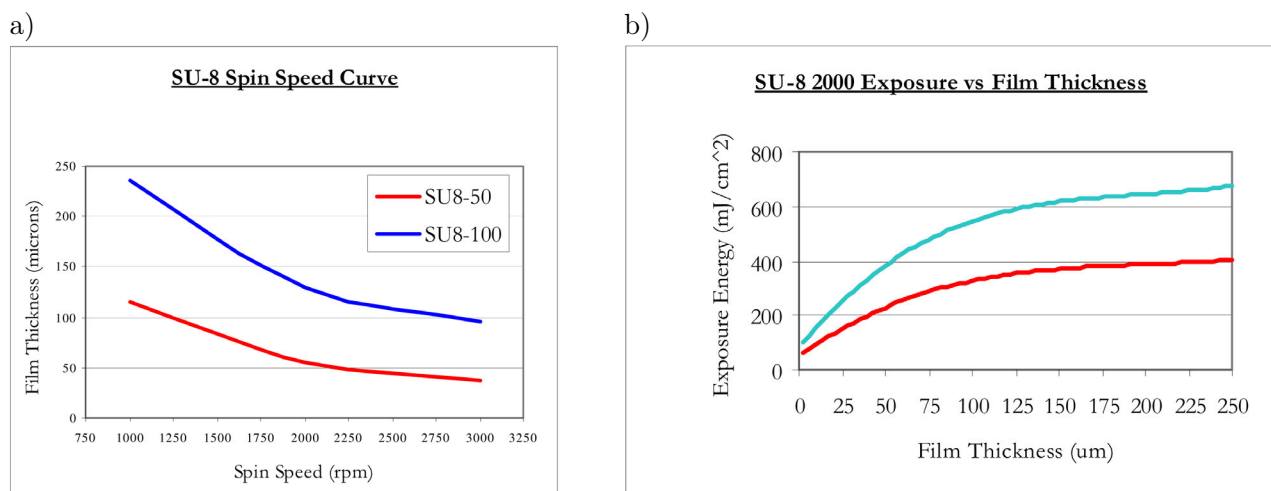 a)
SU-8 Spin Speed Curve
Film Thickness (microns)
250
200
150
100
50
0
SU8-50
SU8-100
750 1000 1250 1500 1750 2000 2250 2500 2750 3000 3250
Spin Speed (rpm)
b)
SU-8 2000 Exposure vs Film Thickness
Exposure Energy (mJ/cm^2)
800
600
400
200
0
0 25 50 75 100 125 150 175 200 225 250
Film Thickness (um)